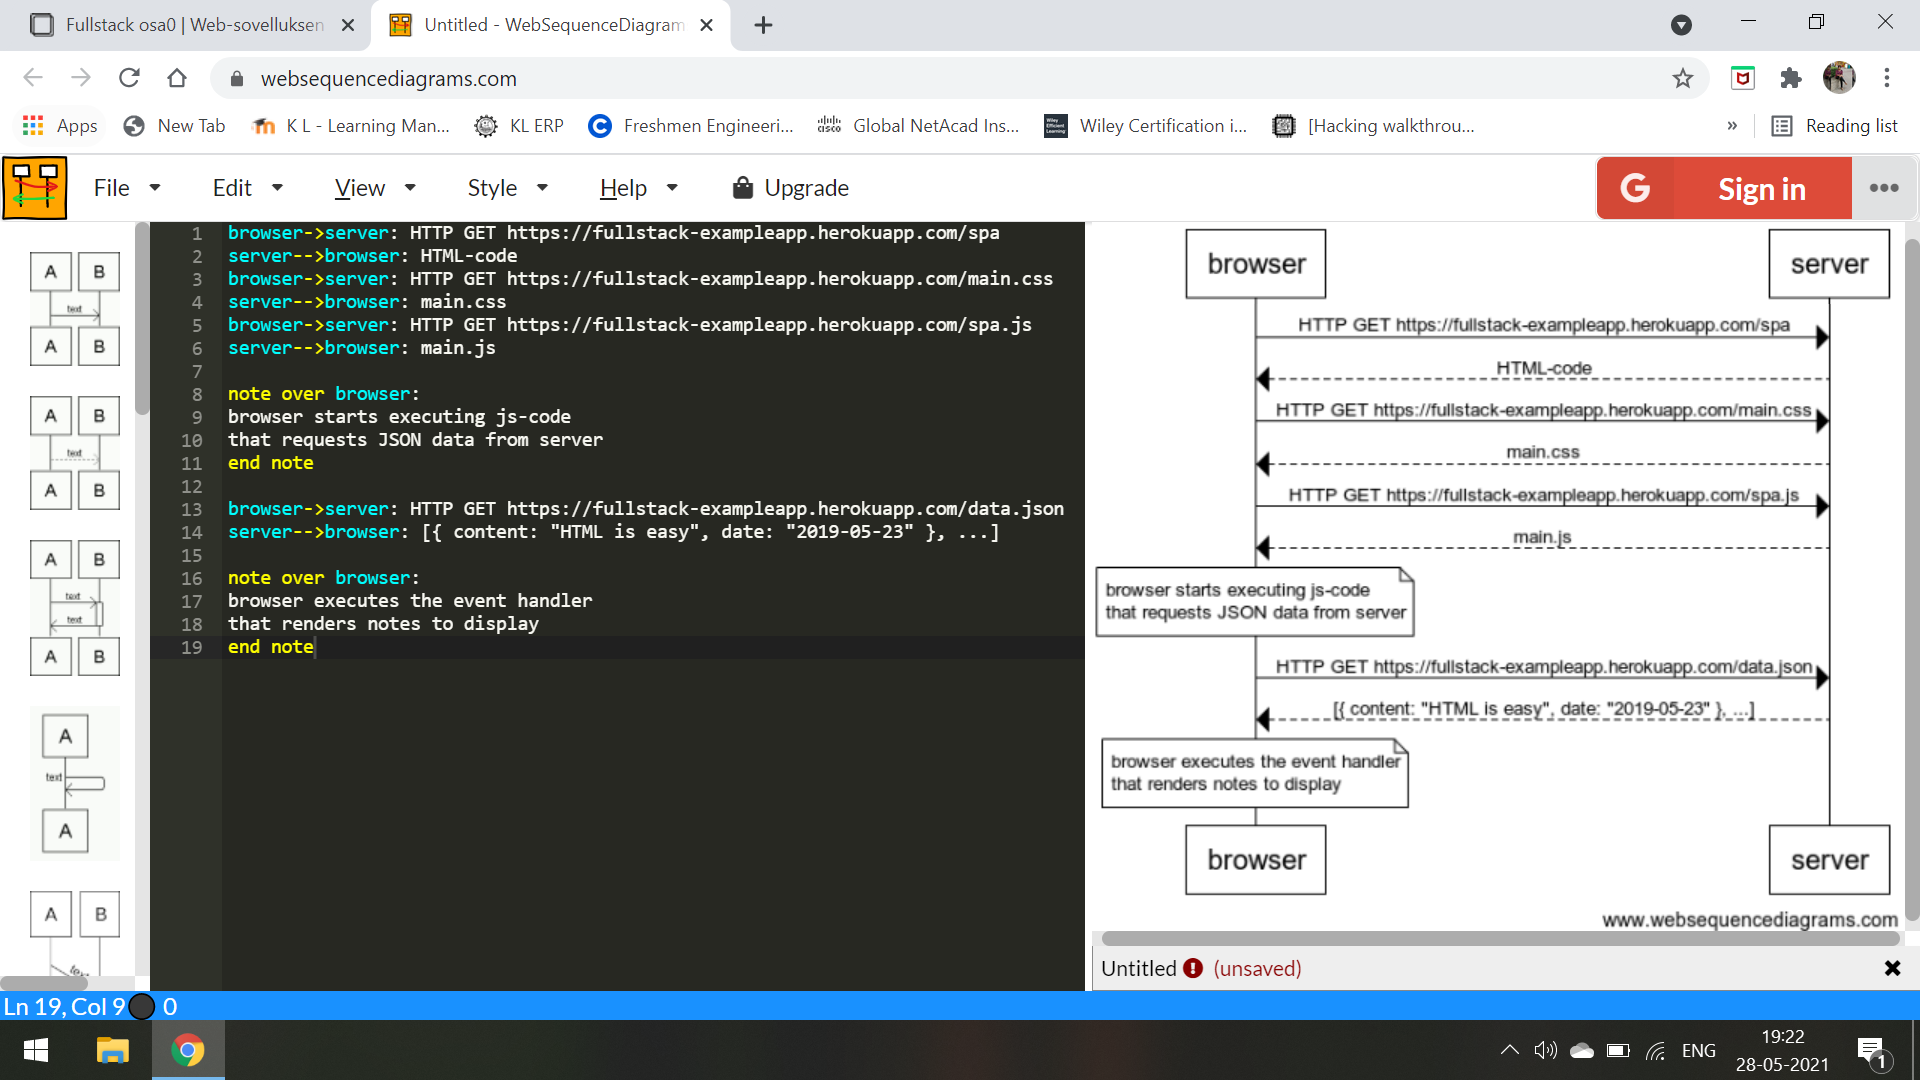 Fullstack osa0 | Web-sovelluksen
Untitled - WebSequenceDiagram
websequencediagrams.com
Apps
New Tab
K L - Learning Man...
KL ERP
Freshmen Engineeri...
Global NetAcad Ins...
Wiley Certification i...
[Hacking walkthrou...
»
Reading list
File
Edit
View
Style
Help
Upgrade
G
Sign in
A B
text
A B
A B
text
A B
A B
text
text
A B
A
text
A
A B
text
1 browser->server: HTTP GET https://fullstack-exampleapp.herokuapp.com/spa
2 server-->browser: HTML-code
3 browser->server: HTTP GET https://fullstack-exampleapp.herokuapp.com/main.css
4 server-->browser: main.css
5 browser->server: HTTP GET https://fullstack-exampleapp.herokuapp.com/spa.js
6 server-->browser: main.js
7
8 note over browser:
9 browser starts executing js-code
10 that requests JSON data from server
11 end note
12
13 browser->server: HTTP GET https://fullstack-exampleapp.herokuapp.com/data.json
14 server-->browser: [{ content: "HTML is easy", date: "2019-05-23" }, ...]
15
16 note over browser:
17 browser executes the event handler
18 that renders notes to display
19 end note
browser
server
HTTP GET https://fullstack-exampleapp.herokuapp.com/spa
HTML-code
HTTP GET https://fullstack-exampleapp.herokuapp.com/main.css
main.css
HTTP GET https://fullstack-exampleapp.herokuapp.com/spa.js
main.js
browser starts executing js-code
that requests JSON data from server
HTTP GET https://fullstack-exampleapp.herokuapp.com/data.json
[{ content: "HTML is easy", date: "2019-05-23" }, ...]
browser executes the event handler
that renders notes to display
browser
server
www.websequencediagrams.com
Untitled (unsaved)
Ln 19, Col 9 0
ENG
19:22
28-05-2021
1